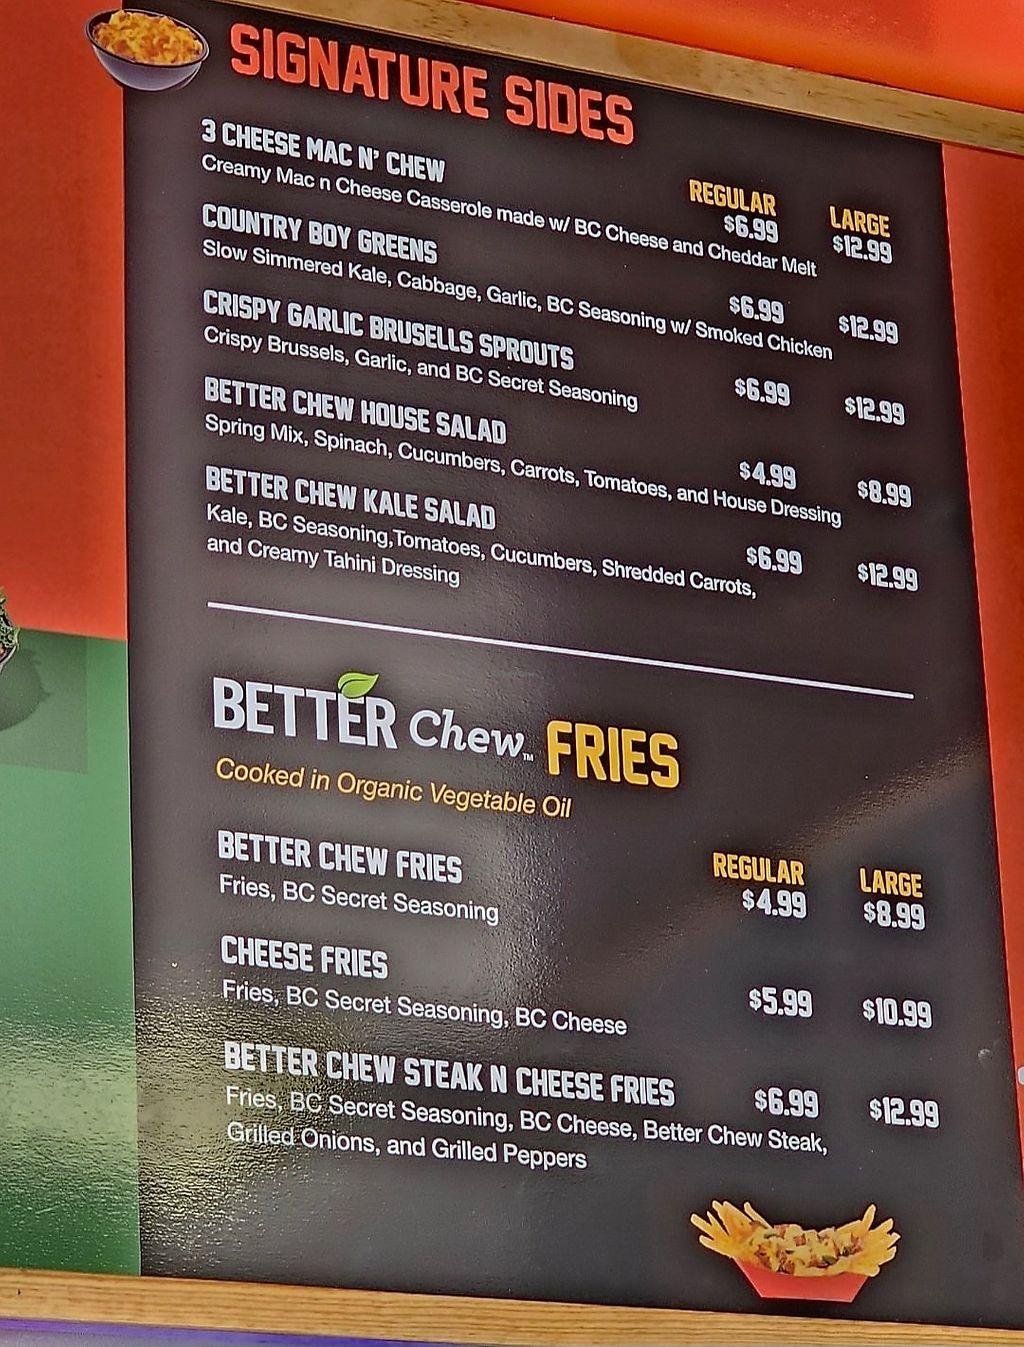 SIGNATURE SIDES
REGULAR LARGE
3 CHEESE MAC N' CHEW $6.99 $12.99
Creamy Mac n Cheese Casserole made w/ BC Cheese and Cheddar Melt
COUNTRY BOY GREENS $6.99 $12.99
Slow Simmered Kale, Cabbage, Garlic, BC Seasoning w/ Smoked Chicken
CRISPY GARLIC BRUSELLS SPROUTS $6.99 $12.99
Crispy Brussels, Garlic, and BC Secret Seasoning
BETTER CHEW HOUSE SALAD $4.99 $8.99
Spring Mix, Spinach, Cucumbers, Carrots, Tomatoes, and House Dressing
BETTER CHEW KALE SALAD $6.99 $12.99
Kale, BC Seasoning,Tomatoes, Cucumbers, Shredded Carrots,
and Creamy Tahini Dressing
BETTER Chew™ FRIES
Cooked in Organic Vegetable Oil
REGULAR LARGE
BETTER CHEW FRIES $4.99 $8.99
Fries, BC Secret Seasoning
CHEESE FRIES $5.99 $10.99
Fries, BC Secret Seasoning, BC Cheese
BETTER CHEW STEAK N CHEESE FRIES $6.99 $12.99
Fries, BC Secret Seasoning, BC Cheese, Better Chew Steak,
Grilled Onions, and Grilled Peppers